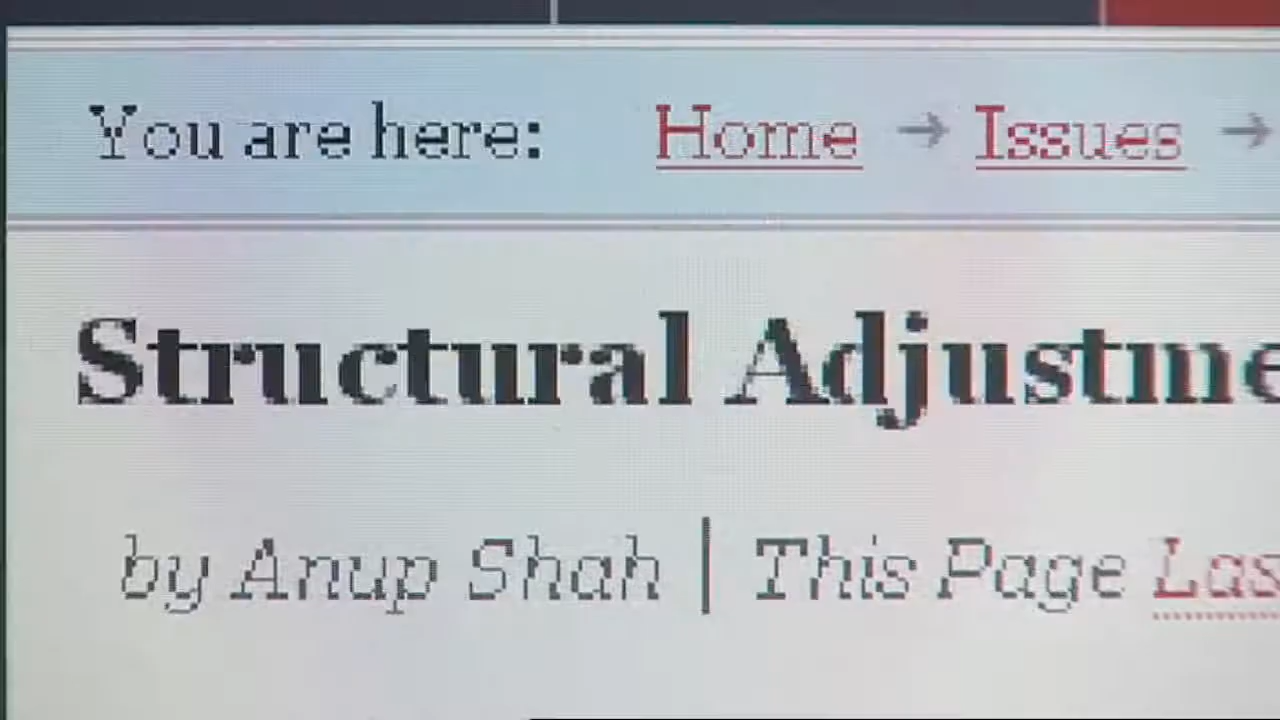 You are here: Home → Issues →
Structural Adjustme
by Anup Shah | This Page Las